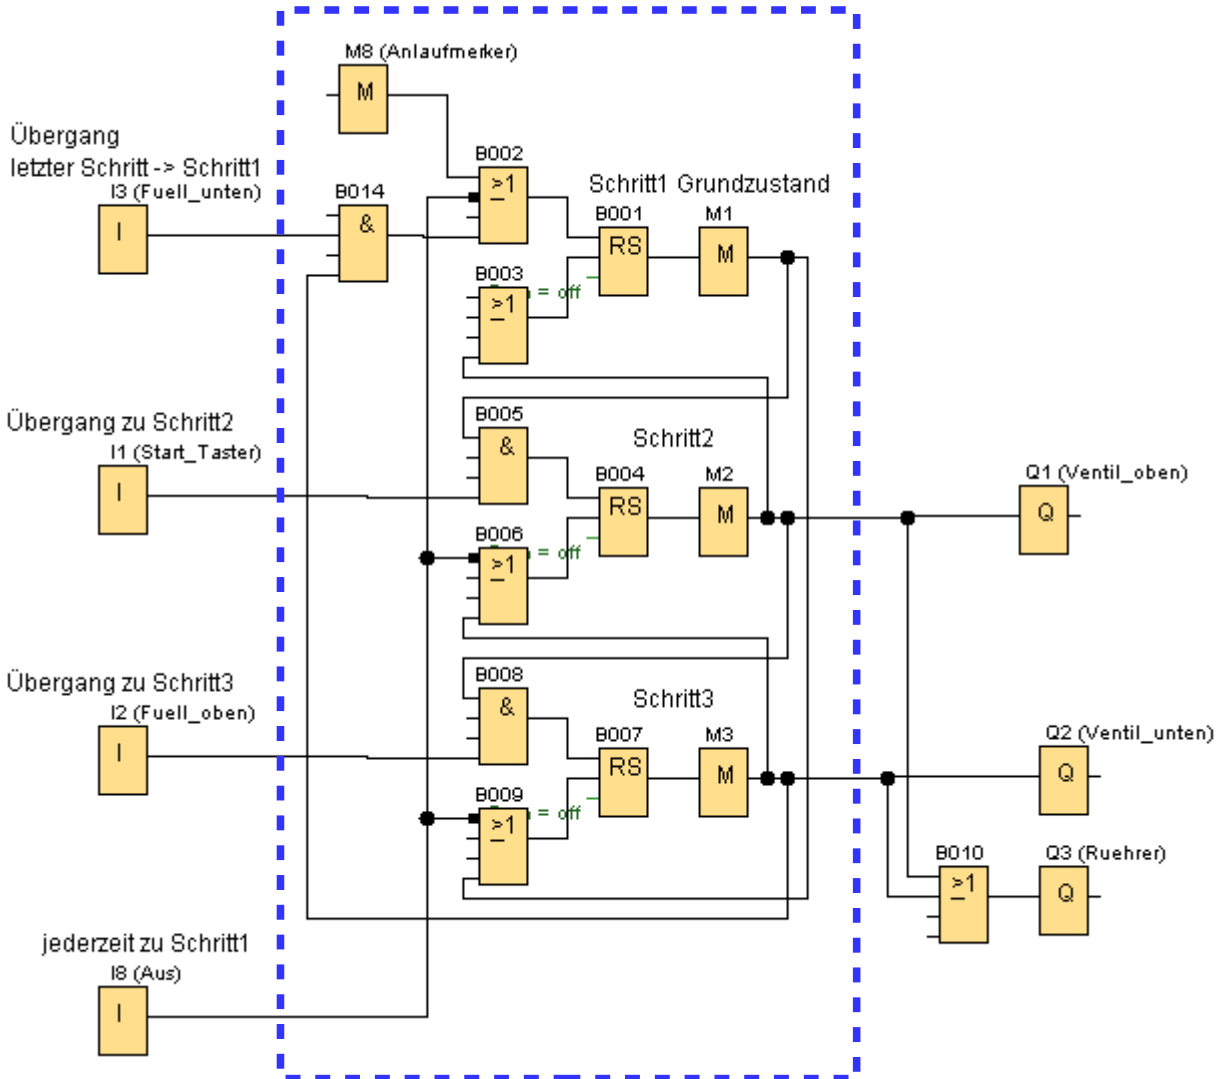 M8 (Anlaufmerker)
M
Übergang
letzter Schritt -> Schritt1
I3 (Fuell_unten)
I
B014
&
B002
>1
Schritt1 Grundzustand
B001
RS
M1
M
B003
>1
= off
Übergang zu Schritt2
I1 (Start_Taster)
I
B005
&
Schritt2
B004
RS
M2
M
B006
>1
= off
Q1 (Ventil_oben)
Q
Übergang zu Schritt3
I2 (Fuell_oben)
I
B008
&
Schritt3
B007
RS
M3
M
B009
>1
= off
Q2 (Ventil_unten)
Q
B010
>1
Q3 (Ruehrer)
Q
jederzeit zu Schritt1
I8 (Aus)
I